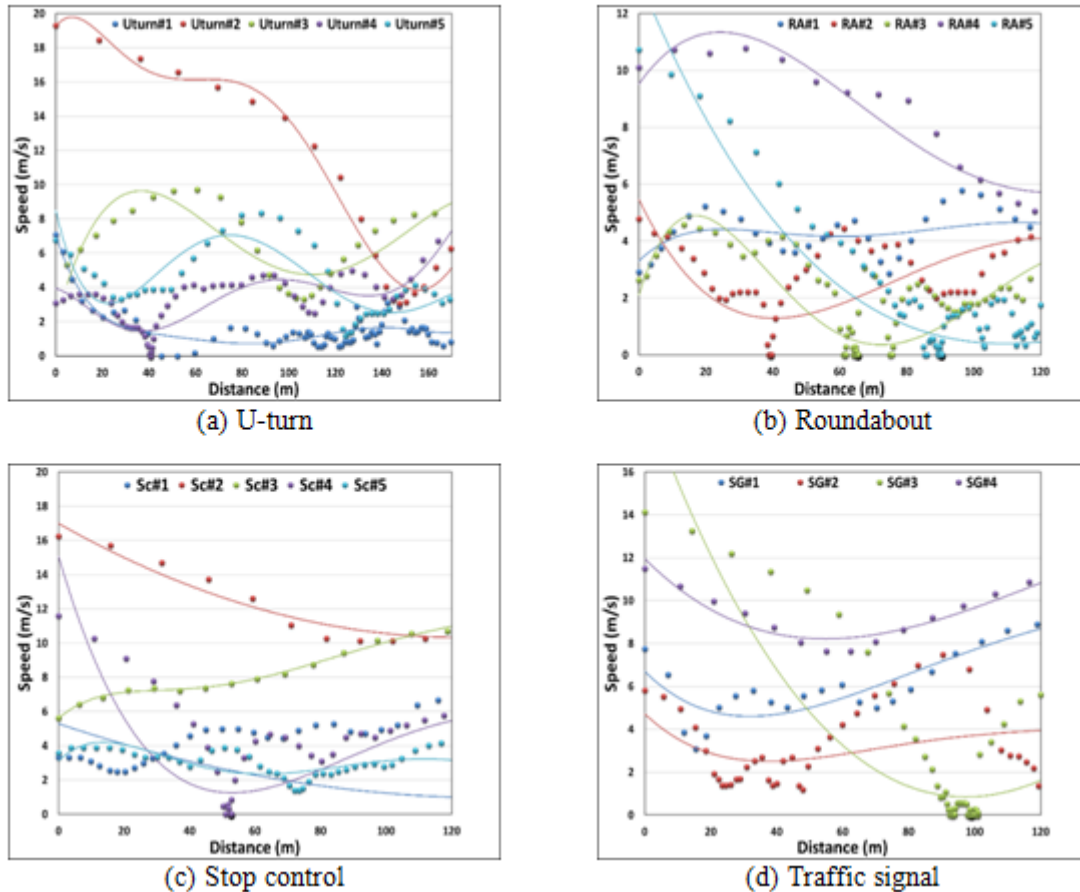 Uturn#1 Uturn#2 Uturn#3 Uturn#4 Uturn#5
Speed (m/s)
20
18
16
14
12
10
8
6
4
2
0
0 20 40 60 80 100 120 140 160
Distance (m)
(a) U-turn
RA#1 RA#2 RA#3 RA#4 RA#5
Speed (m/s)
12
10
8
6
4
2
0
0 20 40 60 80 100 120
Distance (m)
(b) Roundabout
Sc#1 Sc#2 Sc#3 Sc#4 Sc#5
Speed (m/s)
20
18
16
14
12
10
8
6
4
2
0
0 20 40 60 80 100 120
Distance (m)
(c) Stop control
SG#1 SG#2 SG#3 SG#4
Speed (m/s)
16
14
12
10
8
6
4
2
0
0 20 40 60 80 100 120
Distance (m)
(d) Traffic signal